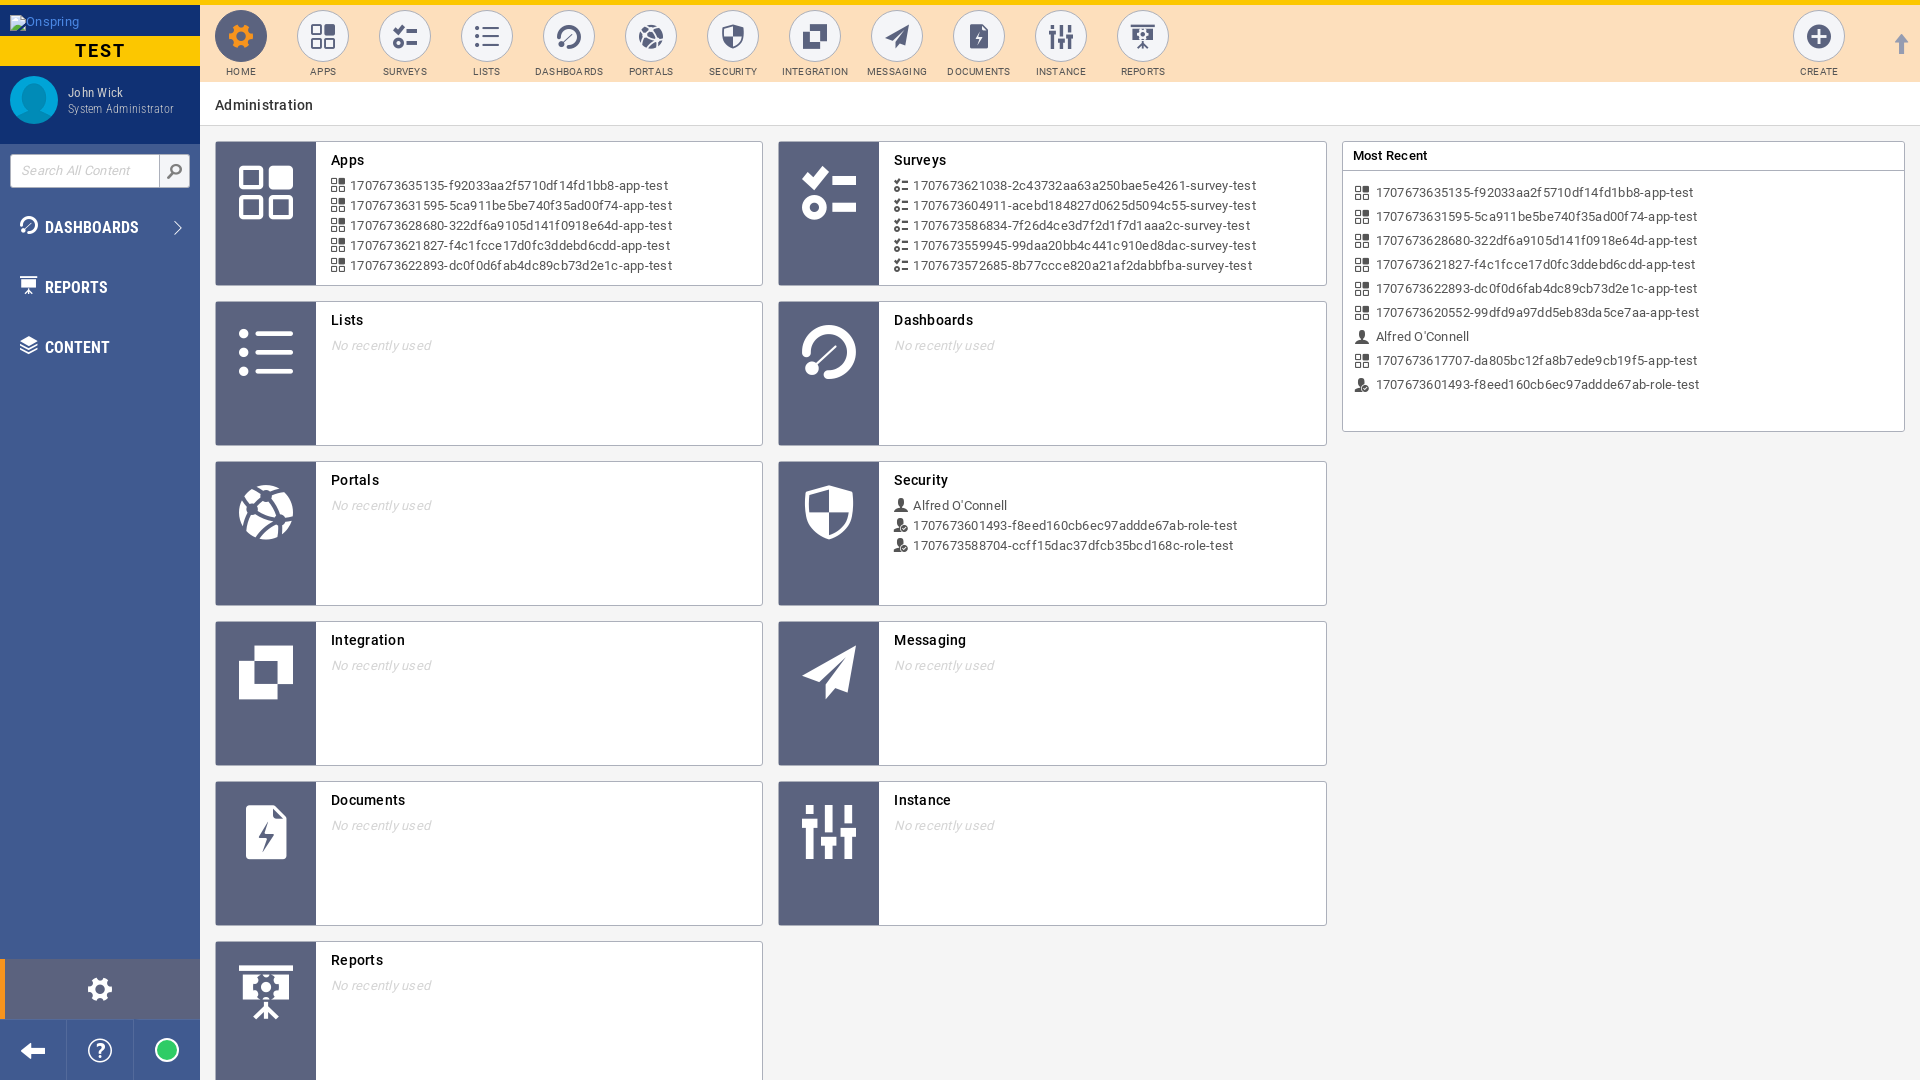 Onspring
TEST
John Wick
System Administrator
Search All Content
DASHBOARDS
REPORTS
CONTENT
HOME
APPS
SURVEYS
LISTS
DASHBOARDS
PORTALS
SECURITY
INTEGRATION
MESSAGING
DOCUMENTS
INSTANCE
REPORTS
CREATE
Administration
Apps
1707673635135-f92033aa2f5710df14fd1bb8-app-test
1707673631595-5ca911be5be740f35ad00f74-app-test
1707673628680-322df6a9105d141f0918e64d-app-test
1707673621827-f4c1fcce17d0fc3ddebd6cdd-app-test
1707673622893-dc0f0d6fab4dc89cb73d2e1c-app-test
Surveys
1707673621038-2c43732aa63a250bae5e4261-survey-test
1707673604911-acebd184827d0625d5094c55-survey-test
1707673586834-7f26d4ce3d7f2d1f7d1aaa2c-survey-test
1707673559945-99daa20bb4c441c910ed8dac-survey-test
1707673572685-8b77ccce820a21af2dabbfba-survey-test
Lists
No recently used
Dashboards
No recently used
Portals
No recently used
Security
Alfred O'Connell
1707673601493-f8eed160cb6ec97addde67ab-role-test
1707673588704-ccff15dac37dfcb35bcd168c-role-test
Integration
No recently used
Messaging
No recently used
Documents
No recently used
Instance
No recently used
Reports
No recently used
Most Recent
1707673635135-f92033aa2f5710df14fd1bb8-app-test
1707673631595-5ca911be5be740f35ad00f74-app-test
1707673628680-322df6a9105d141f0918e64d-app-test
1707673621827-f4c1fcce17d0fc3ddebd6cdd-app-test
1707673622893-dc0f0d6fab4dc89cb73d2e1c-app-test
1707673620552-99dfd9a97dd5eb83da5ce7aa-app-test
Alfred O'Connell
1707673617707-da805bc12fa8b7ede9cb19f5-app-test
1707673601493-f8eed160cb6ec97addde67ab-role-test